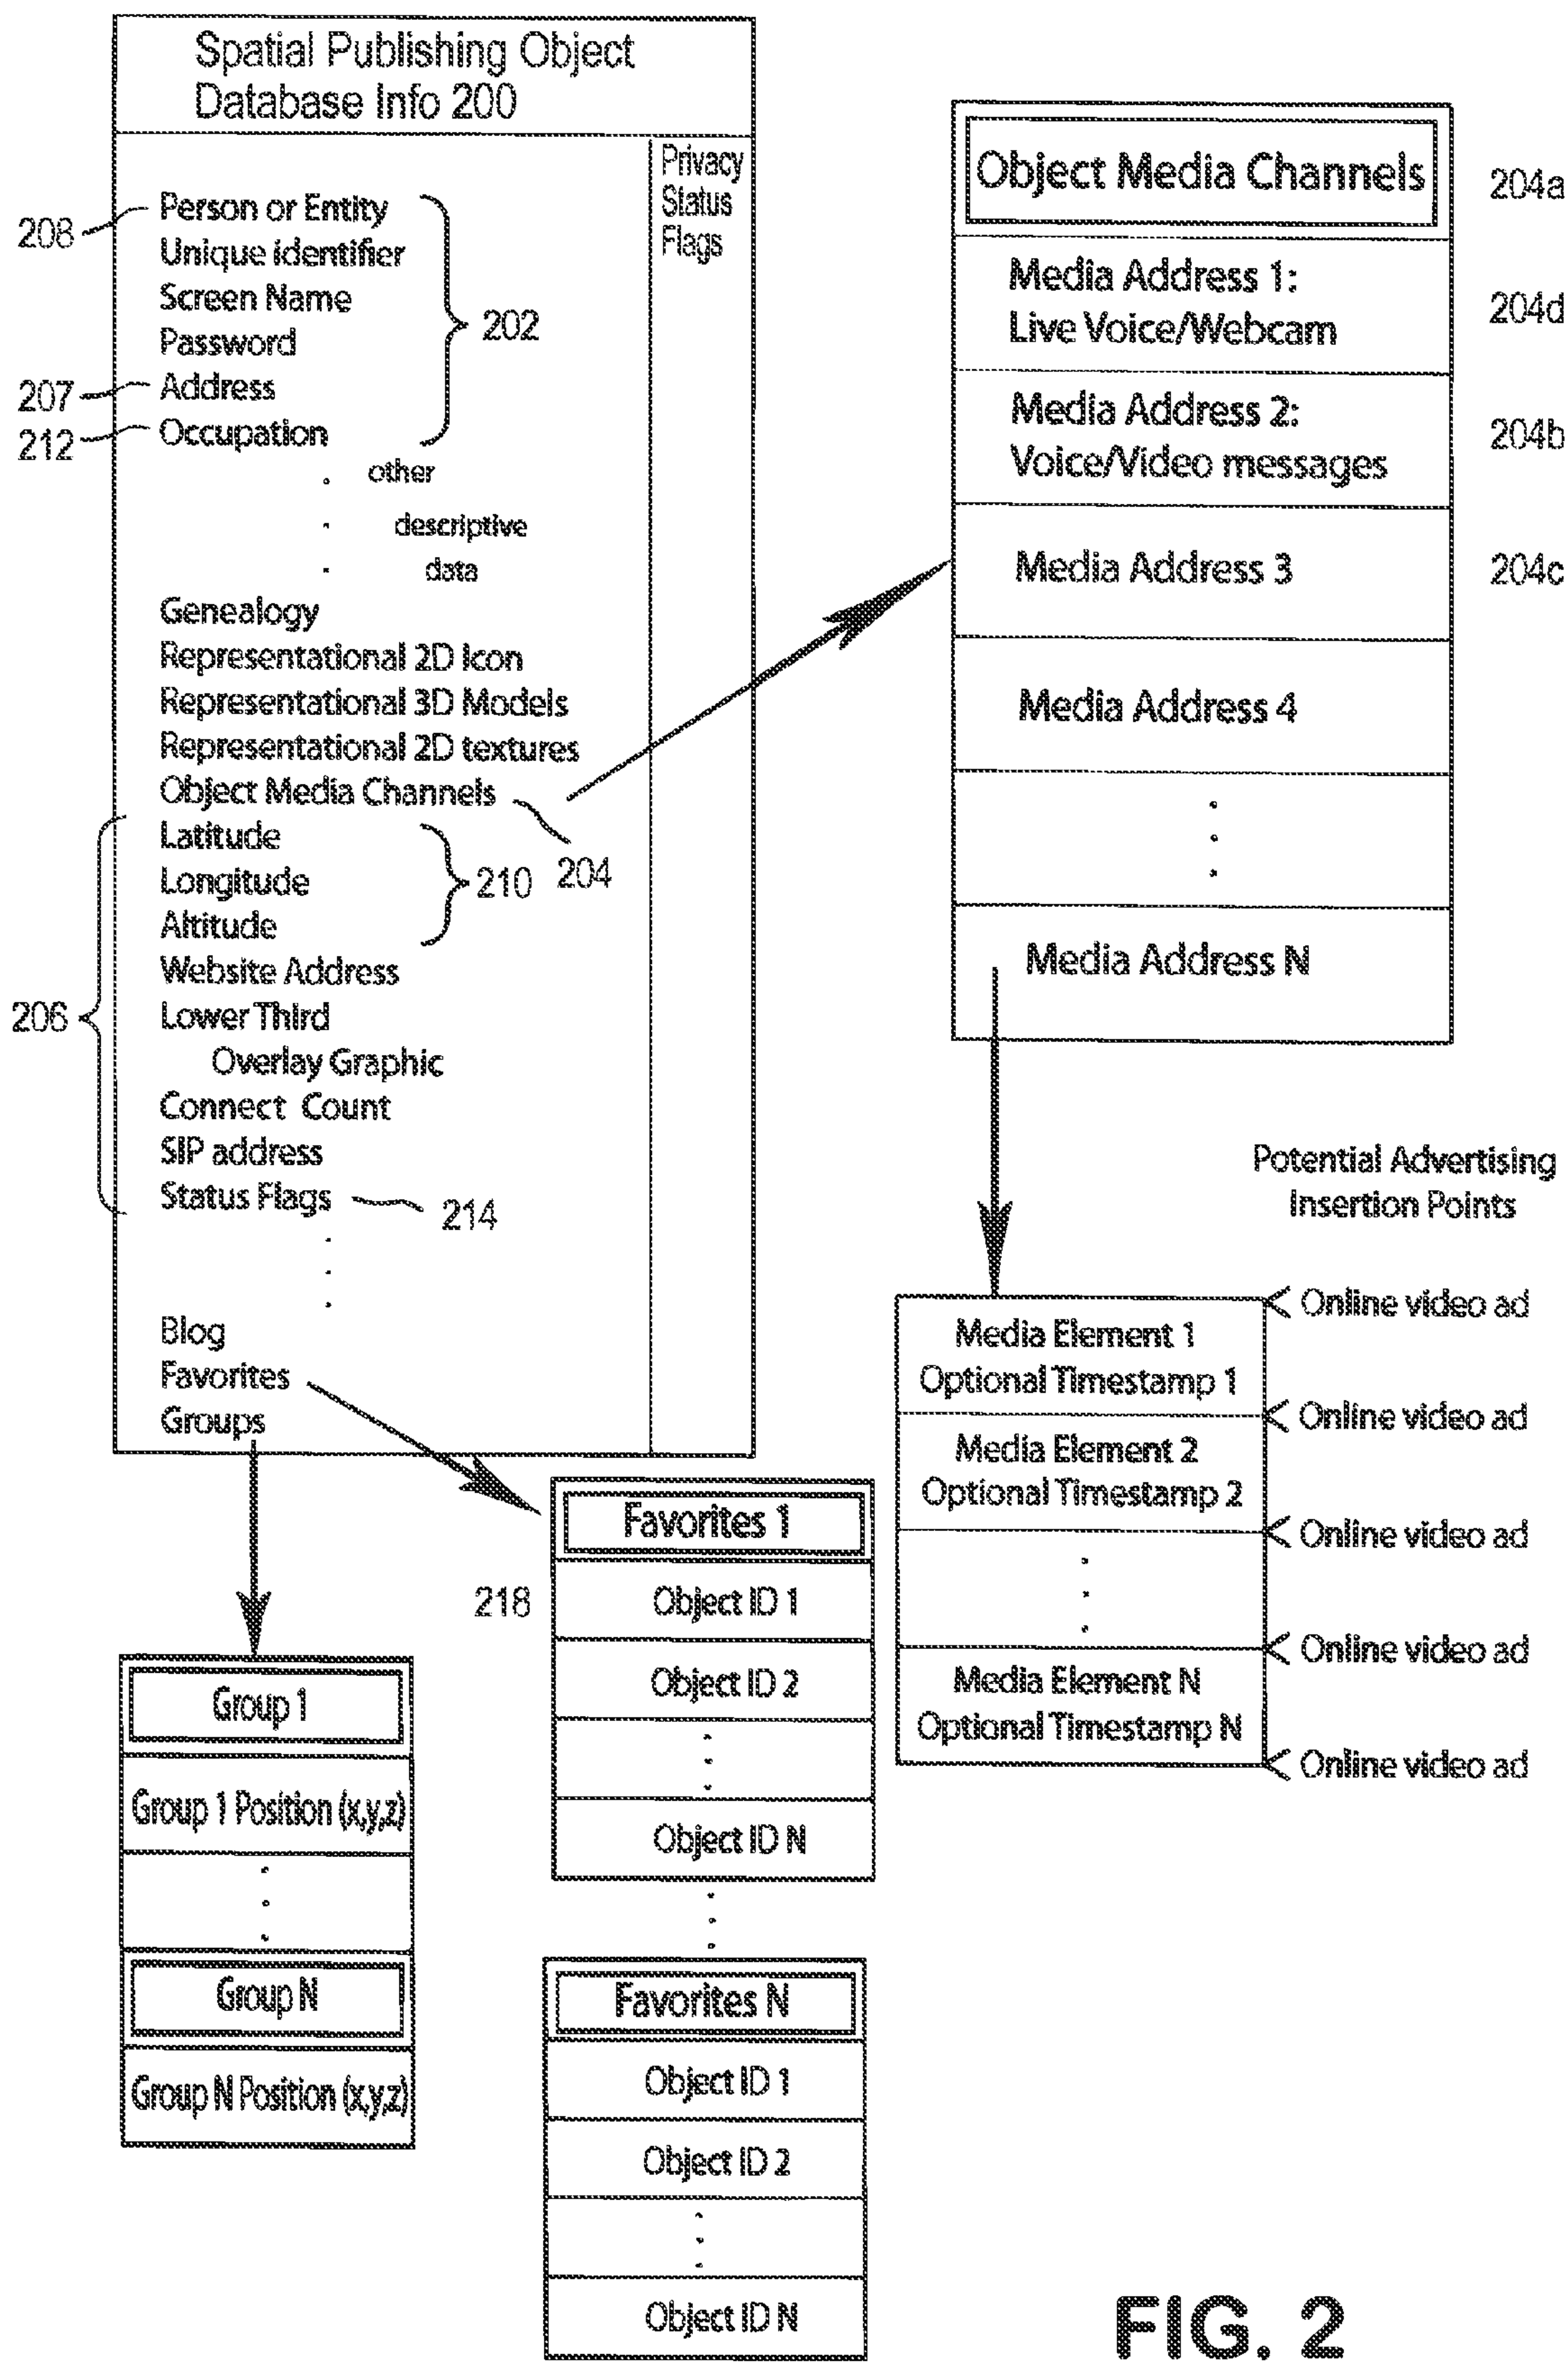 Spatial Publishing Object
Database Info 200
Privacy
Status
Flags
208
Person or Entity
Unique identifier
Screen Name
Password
202
207
Address
212
Occupation
other
descriptive
data
Genealogy
Representational 2D Icon
Representational 3D Models
Representational 2D textures
Object Media Channels
204
206
Latitude
Longitude
Altitude
210
Website Address
Lower Third
Overlay Graphic
Connect Count
SIP address
Status Flags
214
Blog
Favorites
Groups
Object Media Channels
204a
Media Address 1:
Live Voice/Webcam
204d
Media Address 2:
Voice/Video messages
204b
Media Address 3
204c
Media Address 4
Media Address N
Potential Advertising
Insertion Points
Media Element 1
Optional Timestamp 1
Media Element 2
Optional Timestamp 2
Media Element N
Optional Timestamp N
Online video ad
Online video ad
Online video ad
Online video ad
Online video ad
218
Favorites 1
Object ID 1
Object ID 2
Object ID N
Favorites N
Object ID 1
Object ID 2
Object ID N
Group 1
Group 1 Position (x,y,z)
Group N
Group N Position (x,y,z)
FIG. 2